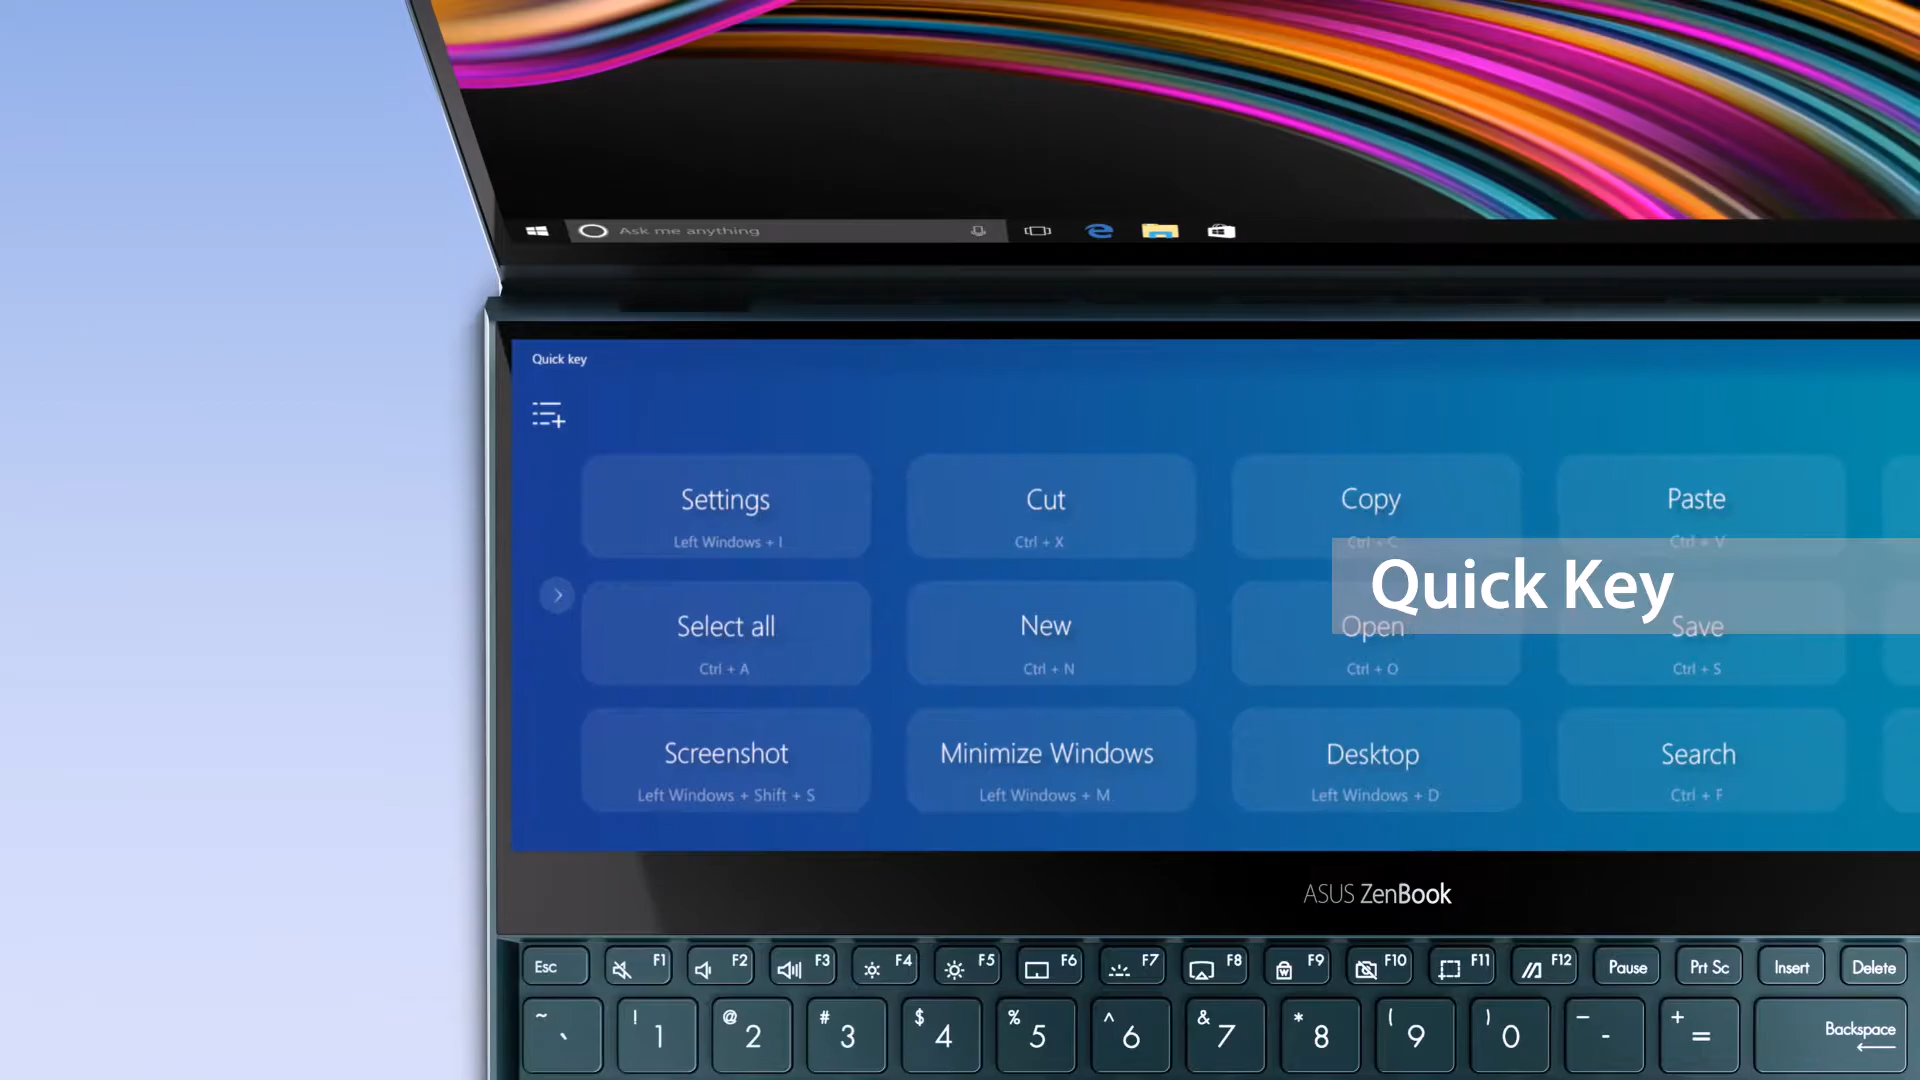 Ask me anything
Quick key
Settings
Left Windows + I
Cut
Ctrl + X
Copy
Ctrl + C
Paste
Ctrl + V
Quick Key
Select all
Ctrl + A
New
Ctrl + N
Open
Ctrl + O
Save
Ctrl + S
Screenshot
Left Windows + Shift + S
Minimize Windows
Left Windows + M
Desktop
Left Windows + D
Search
Ctrl + F
ASUS ZenBook
Esc F1 F2 F3 F4 F5 F6 F7 F8 F9 F10 F11 F12 Pause Prt Sc Insert Delete
~ ! @ # $ % ^ & * ( ) _ +
` 1 2 3 4 5 6 7 8 9 0 - = Backspace